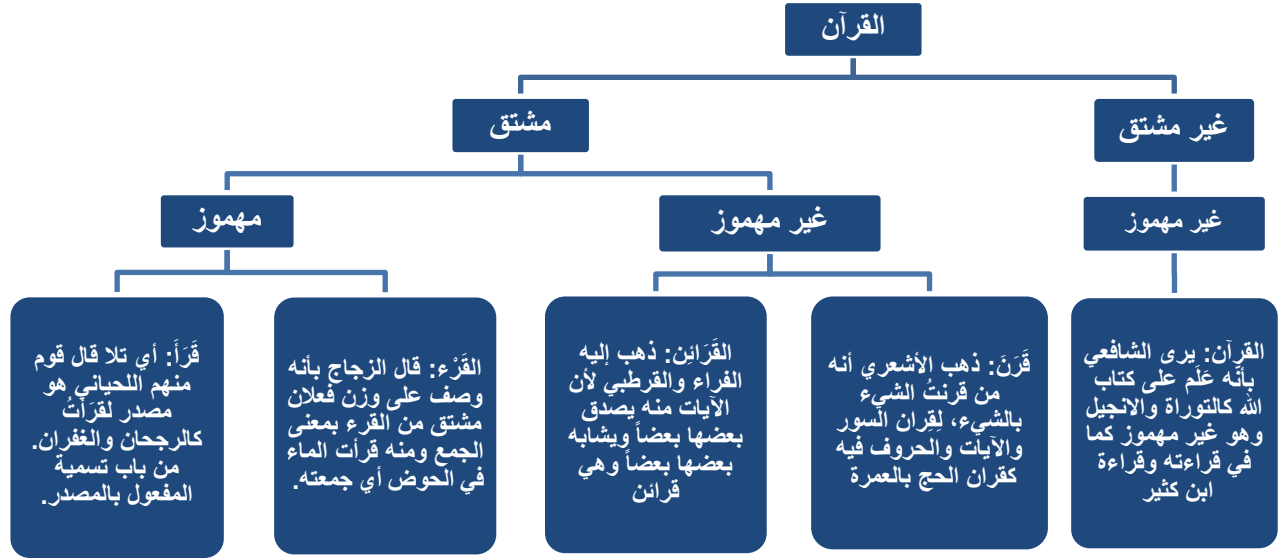 القرآن
غير مشتق
مشتق
غير مهموز
غير مهموز
مهموز
القرآن: يرى الشافعي
بأنّه عَلَم على كتاب
الله كالتوراة والانجيل
وهو غير مهموز كما
في قراءته وقراءة
ابن كثير
قَرَنَ: ذهب الأشعري أنه
من قرنتُ الشيء
بالشيء، لِقِران السور
والآيات والحروف فيه
كقران الحج بالعمرة
القَرَائِن: ذهب إليه
الفراء والقرطبي لأن
الآيات منه يصدق
بعضها بعضاً ويشابه
بعضها بعضاً وهي
قرائن
القَرْء: قال الزجاج بأنه
وصف على وزن فعلان
مشتق من القرء بمعنى
الجمع ومنه قرأت الماء
في الحوض أي جمعته.
قَرَأَ: أي تلا قال قوم
منهم اللحياني هو
مصدر لقرَأْتُ
كالرجحان والغفران.
من باب تسمية
المفعول بالمصدر.